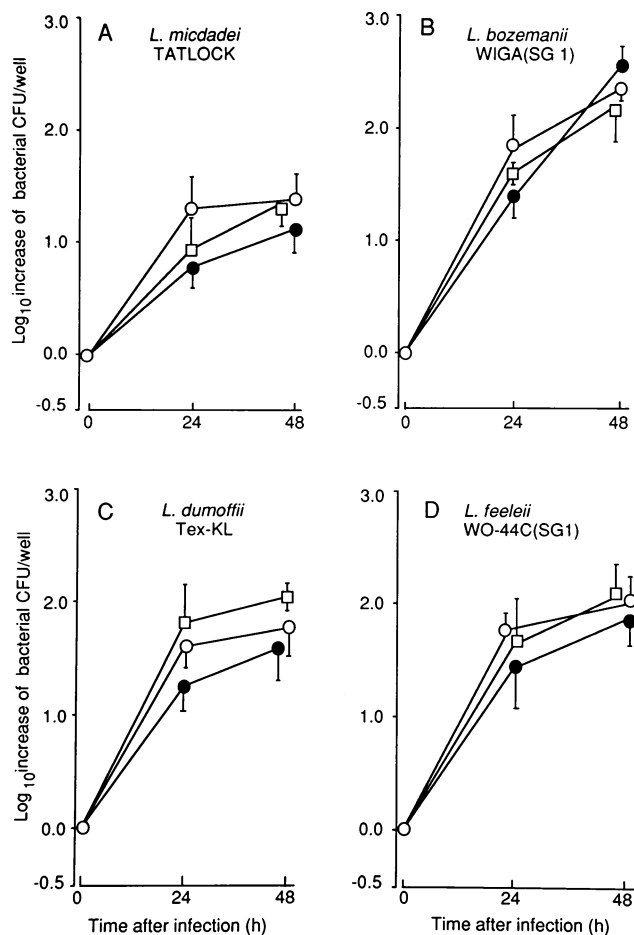 A
L. micdadei
TATLOCK
Log10 increase of bacterial CFU/well
3.0
2.0
1.0
0.0
-0.5
0
24
48
B
L. bozemanii
WIGA(SG 1)
3.0
2.0
1.0
0.0
-0.5
0
24
48
C
L. dumoffii
Tex-KL
Log10 increase of bacterial CFU/well
3.0
2.0
1.0
0.0
-0.5
0
24
48
Time after infection (h)
D
L. feeleii
WO-44C(SG1)
3.0
2.0
1.0
0.0
-0.5
0
24
48
Time after infection (h)